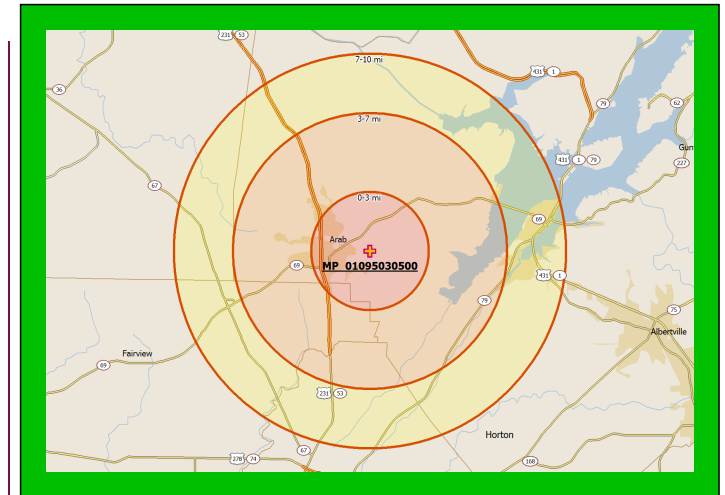 231 53
7-10 mi
431 1
36
79
62
3-7 mi
Gun
431 1 79
227
67
0-3 mi
69
Arab
69
MP_01095030500
431 1
79
75
Albertville
Fairview
69
231 53
Horton
67
278 74
168